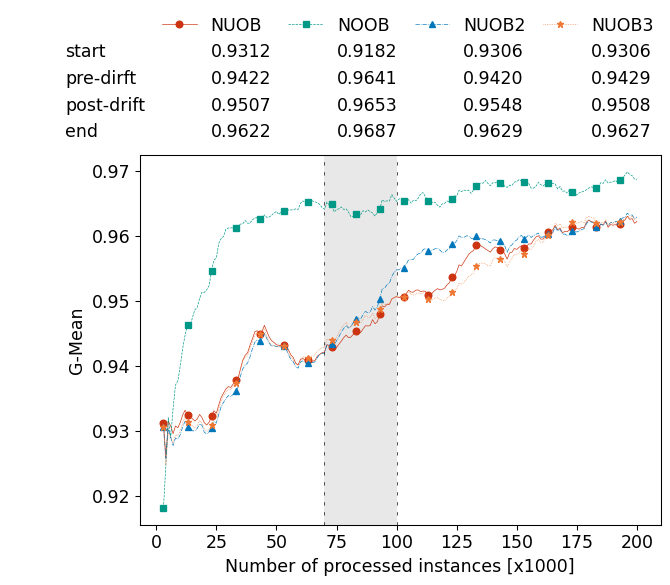 NUOB NOOB NUOB2 NUOB3
start 0.9312 0.9182 0.9306 0.9306
pre-dirft 0.9422 0.9641 0.9420 0.9429
post-drift 0.9507 0.9653 0.9548 0.9508
end 0.9622 0.9687 0.9629 0.9627
0.97
0.96
0.95
0.94
0.93
0.92
G-Mean
0 25 50 75 100 125 150 175 200
Number of processed instances [x1000]